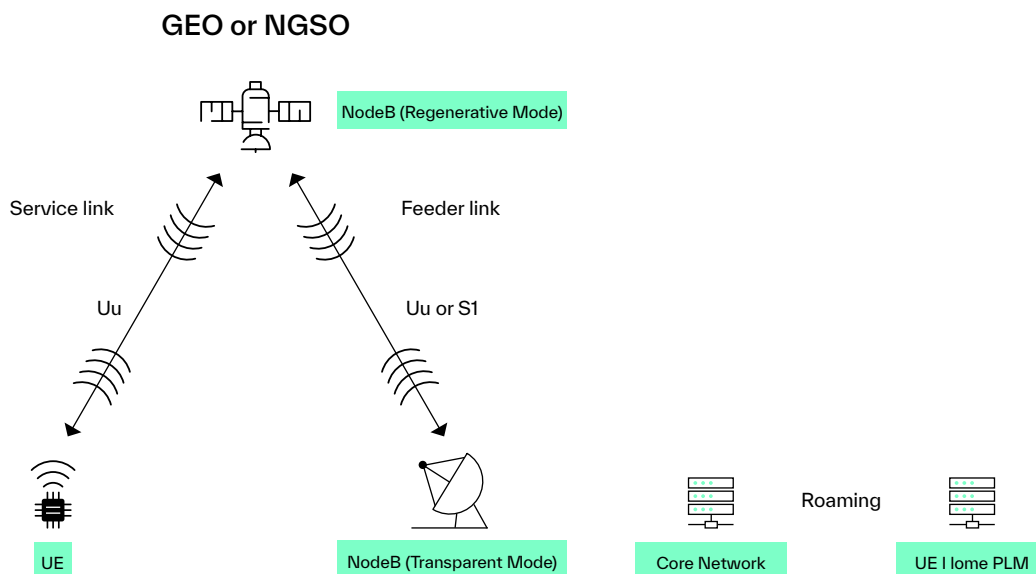 GEO or NGSO
NodeB (Regenerative Mode)
Service link
Feeder link
Uu
Uu or S1
Roaming
UE
NodeB (Transparent Mode)
Core Network
UE I lome PLM